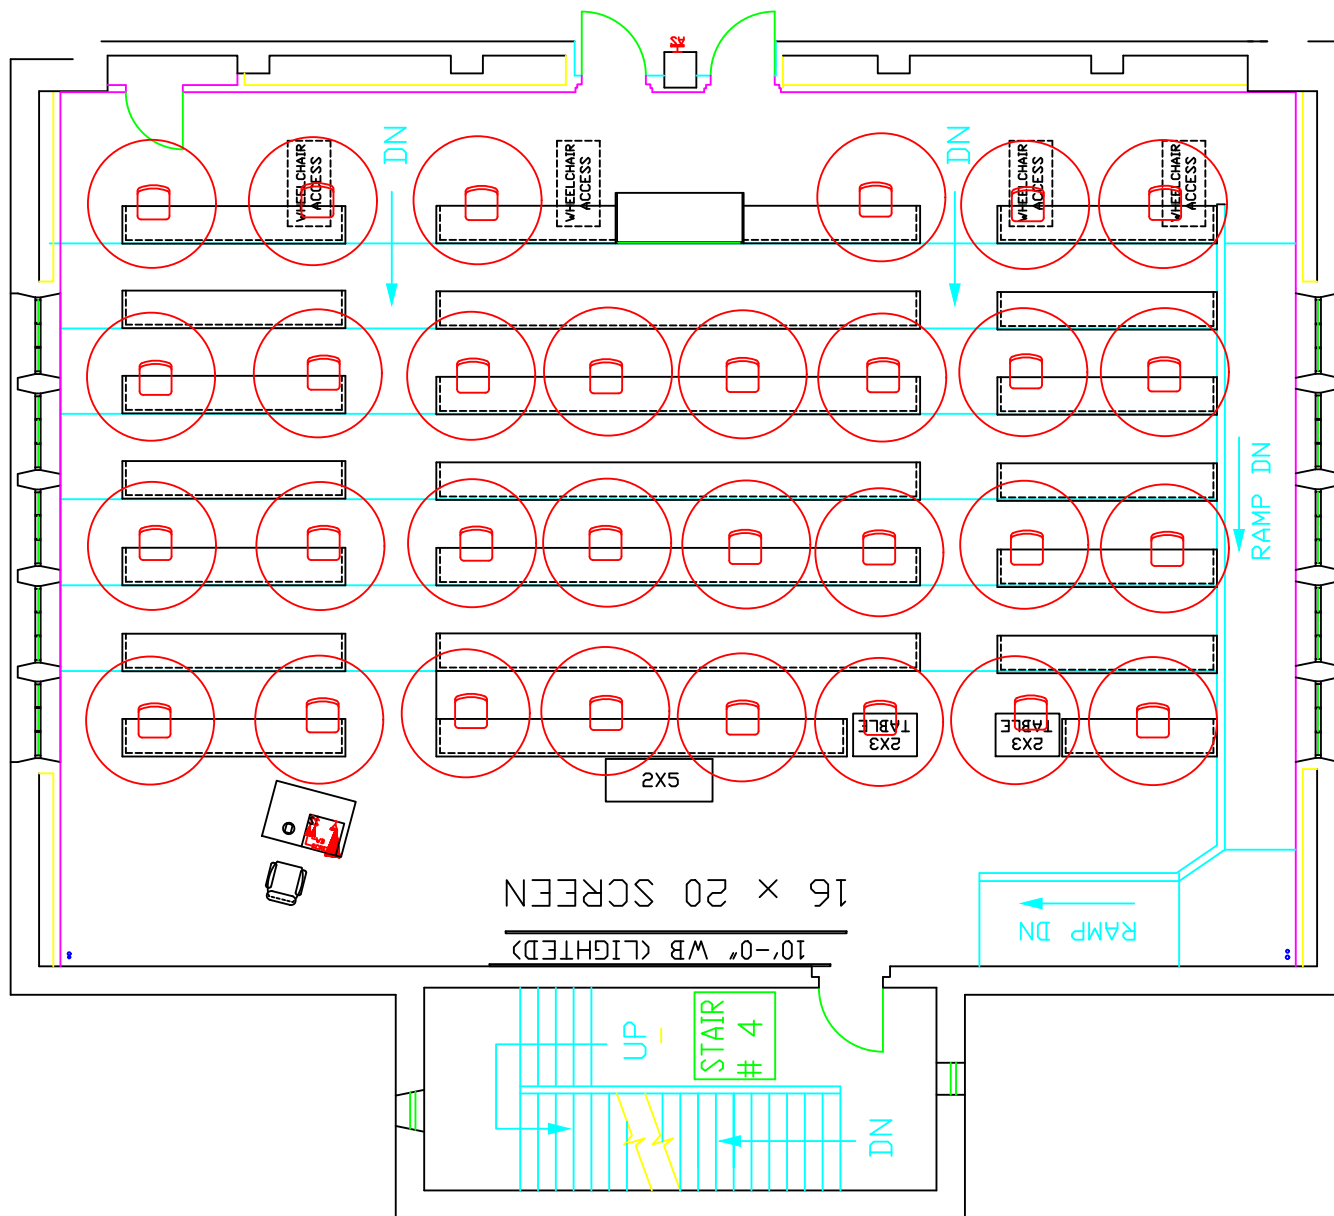 DN
DN
WHEELCHAIR
ACCESS
WHEELCHAIR
ACCESS
WHEELCHAIR
ACCESS
WHEELCHAIR
ACCESS
RAMP DN
TABLE
2X3
TABLE
2X3
2X5
16 x 20 SCREEN
10'-0" WB (LIGHTED)
RAMP DN
UP
STAIR
# 4
DN